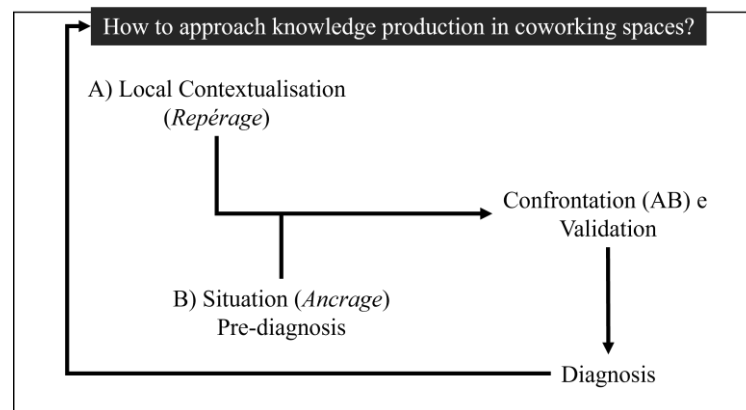 How to approach knowledge production in coworking spaces?
A) Local Contextualisation
(Repérage)
Confrontation (AB) e
Validation
B) Situation (Ancrage)
Pre-diagnosis
Diagnosis